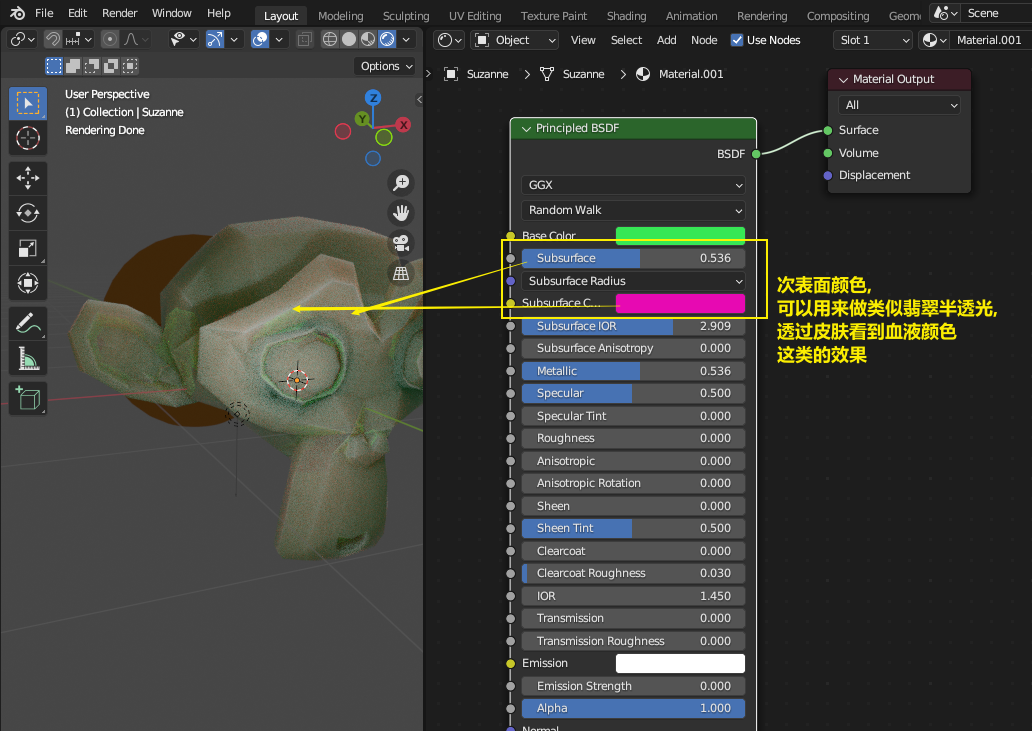 File Edit Render Window Help Layout Modeling Sculpting UV Editing Texture Paint Shading Animation Rendering Compositing Geom Scene
Object View Select Add Node Use Nodes Slot 1 Material.001
Options
Suzanne Suzanne Material.001
User Perspective
(1) Collection | Suzanne
Rendering Done
Z
Y
X
Material Output
All
Surface
Volume
Displacement
Principled BSDF
BSDF
GGX
Random Walk
Base Color
Subsurface 0.536
Subsurface Radius
Subsurface C...
Subsurface IOR 2.909
Subsurface Anisotropy 0.000
Metallic 0.536
Specular 0.500
Specular Tint 0.000
Roughness 0.000
Anisotropic 0.000
Anisotropic Rotation 0.000
Sheen 0.000
Sheen Tint 0.500
Clearcoat 0.000
Clearcoat Roughness 0.030
IOR 1.450
Transmission 0.000
Transmission Roughness 0.000
Emission
Emission Strength 0.000
Alpha 1.000
Normal
次表面颜色,
可以用来做类似翡翠半透光,
透过皮肤看到血液颜色
这类的效果